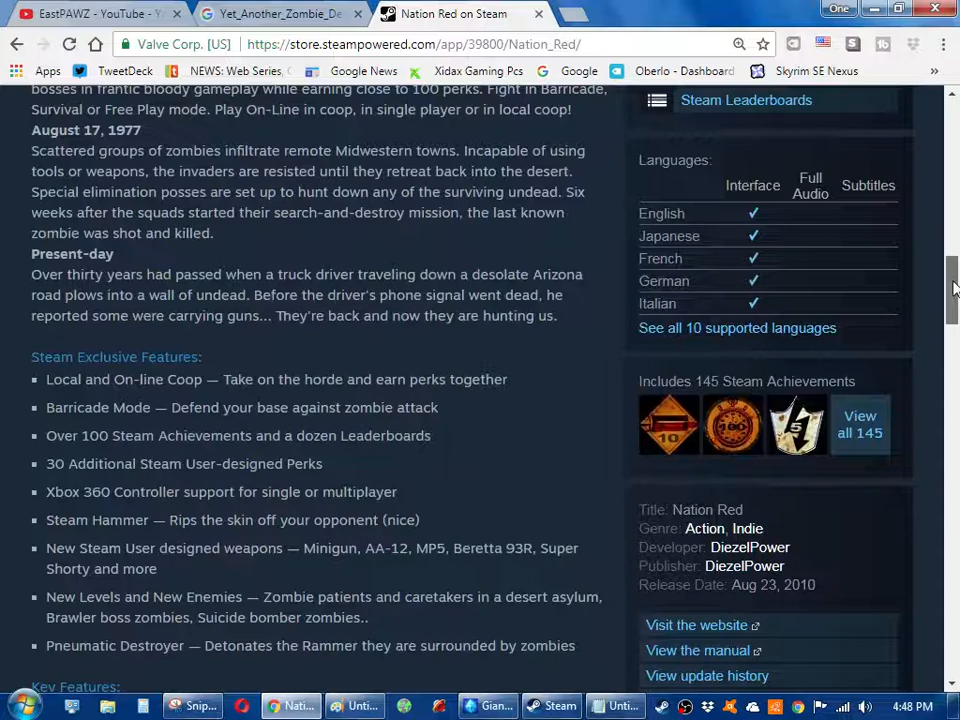 EastPAWZ - YouTube - Y
Yet_Another_Zombie_De
Nation Red on Steam
One
Valve Corp. [US]
https://store.steampowered.com/app/39800/Nation_Red/
Apps
TweetDeck
NEWS: Web Series,
Google News
Xidax Gaming Pcs
Google
Oberlo - Dashboard
Skyrim SE Nexus
»
bosses in frantic bloody gameplay while earning close to 100 perks. Fight in Barricade,
Survival or Free Play mode. Play On-Line in coop, in single player or in local coop!
August 17, 1977
Scattered groups of zombies infiltrate remote Midwestern towns. Incapable of using
tools or weapons, the invaders are resisted until they retreat back into the desert.
Special elimination posses are set up to hunt down any of the surviving undead. Six
weeks after the squads started their search-and-destroy mission, the last known
zombie was shot and killed.
Present-day
Over thirty years had passed when a truck driver traveling down a desolate Arizona
road plows into a wall of undead. Before the driver's phone signal went dead, he
reported some were carrying guns... They're back and now they are hunting us.
Steam Exclusive Features:
Local and On-line Coop — Take on the horde and earn perks together
Barricade Mode — Defend your base against zombie attack
Over 100 Steam Achievements and a dozen Leaderboards
30 Additional Steam User-designed Perks
Xbox 360 Controller support for single or multiplayer
Steam Hammer — Rips the skin off your opponent (nice)
New Steam User designed weapons — Minigun, AA-12, MP5, Beretta 93R, Super
Shorty and more
New Levels and New Enemies — Zombie patients and caretakers in a desert asylum,
Brawler boss zombies, Suicide bomber zombies..
Pneumatic Destroyer — Detonates the Rammer they are surrounded by zombies
Key Features:
Steam Leaderboards
Languages:
Interface
Full
Audio
Subtitles
English ✓
Japanese ✓
French ✓
German ✓
Italian ✓
See all 10 supported languages
Includes 145 Steam Achievements
10
100
5
View
all 145
Title: Nation Red
Genre: Action, Indie
Developer: DiezelPower
Publisher: DiezelPower
Release Date: Aug 23, 2010
Visit the website
View the manual
View update history
Snip...
Nati...
Unti...
Gian...
Steam
Unti...
4:48 PM